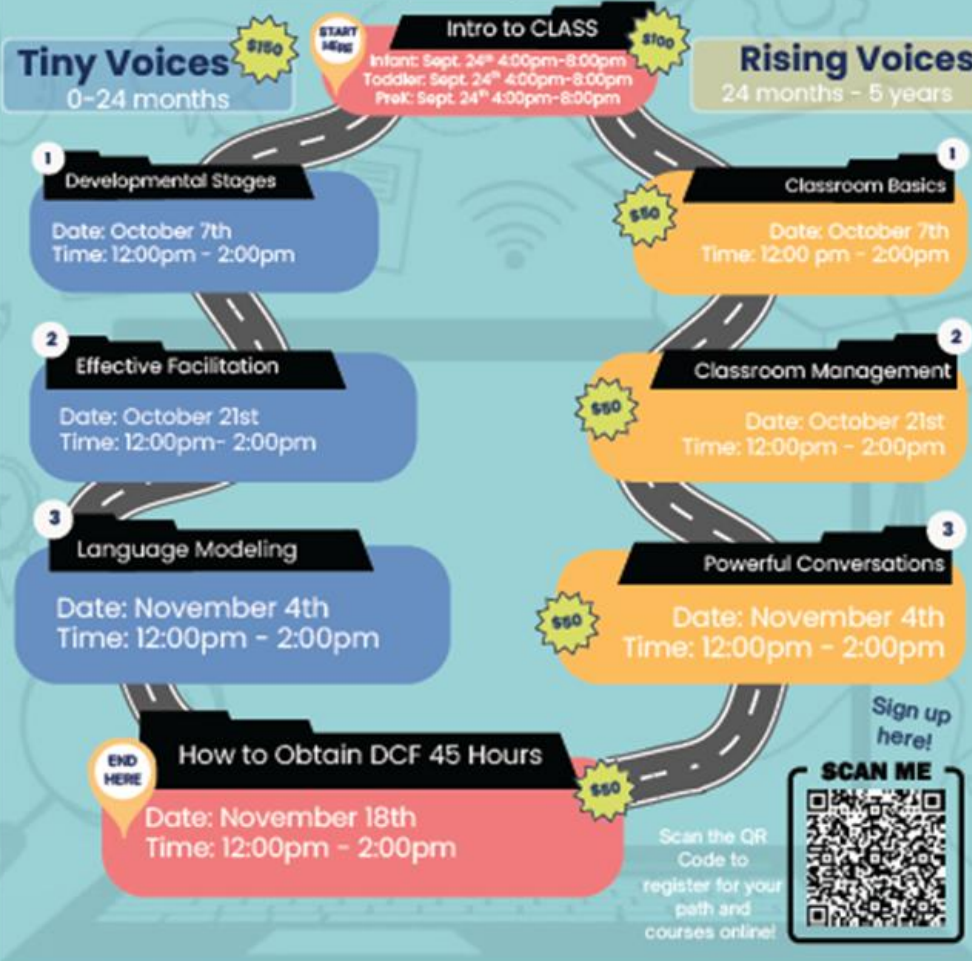 Tiny Voices
0-24 months
$150
START
HERE
Intro to CLASS
Infant: Sept. 24th 4:00pm-8:00pm
Toddler: Sept. 24th 4:00pm-8:00pm
PreK: Sept. 24th 4:00pm-8:00pm
$100
Rising Voices
24 months - 5 years
1
Developmental Stages
Date: October 7th
Time: 12:00pm - 2:00pm
1
Classroom Basics
$50
Date: October 7th
Time: 12:00 pm - 2:00pm
2
Effective Facilitation
Date: October 21st
Time: 12:00pm- 2:00pm
2
Classroom Management
$50
Date: October 21st
Time: 12:00pm - 2:00pm
3
Language Modeling
Date: November 4th
Time: 12:00pm - 2:00pm
3
Powerful Conversations
$50
Date: November 4th
Time: 12:00pm - 2:00pm
END
HERE
How to Obtain DCF 45 Hours
$50
Date: November 18th
Time: 12:00pm - 2:00pm
Sign up
here!
SCAN ME
Scan the QR
Code to
register for your
path and
courses online!